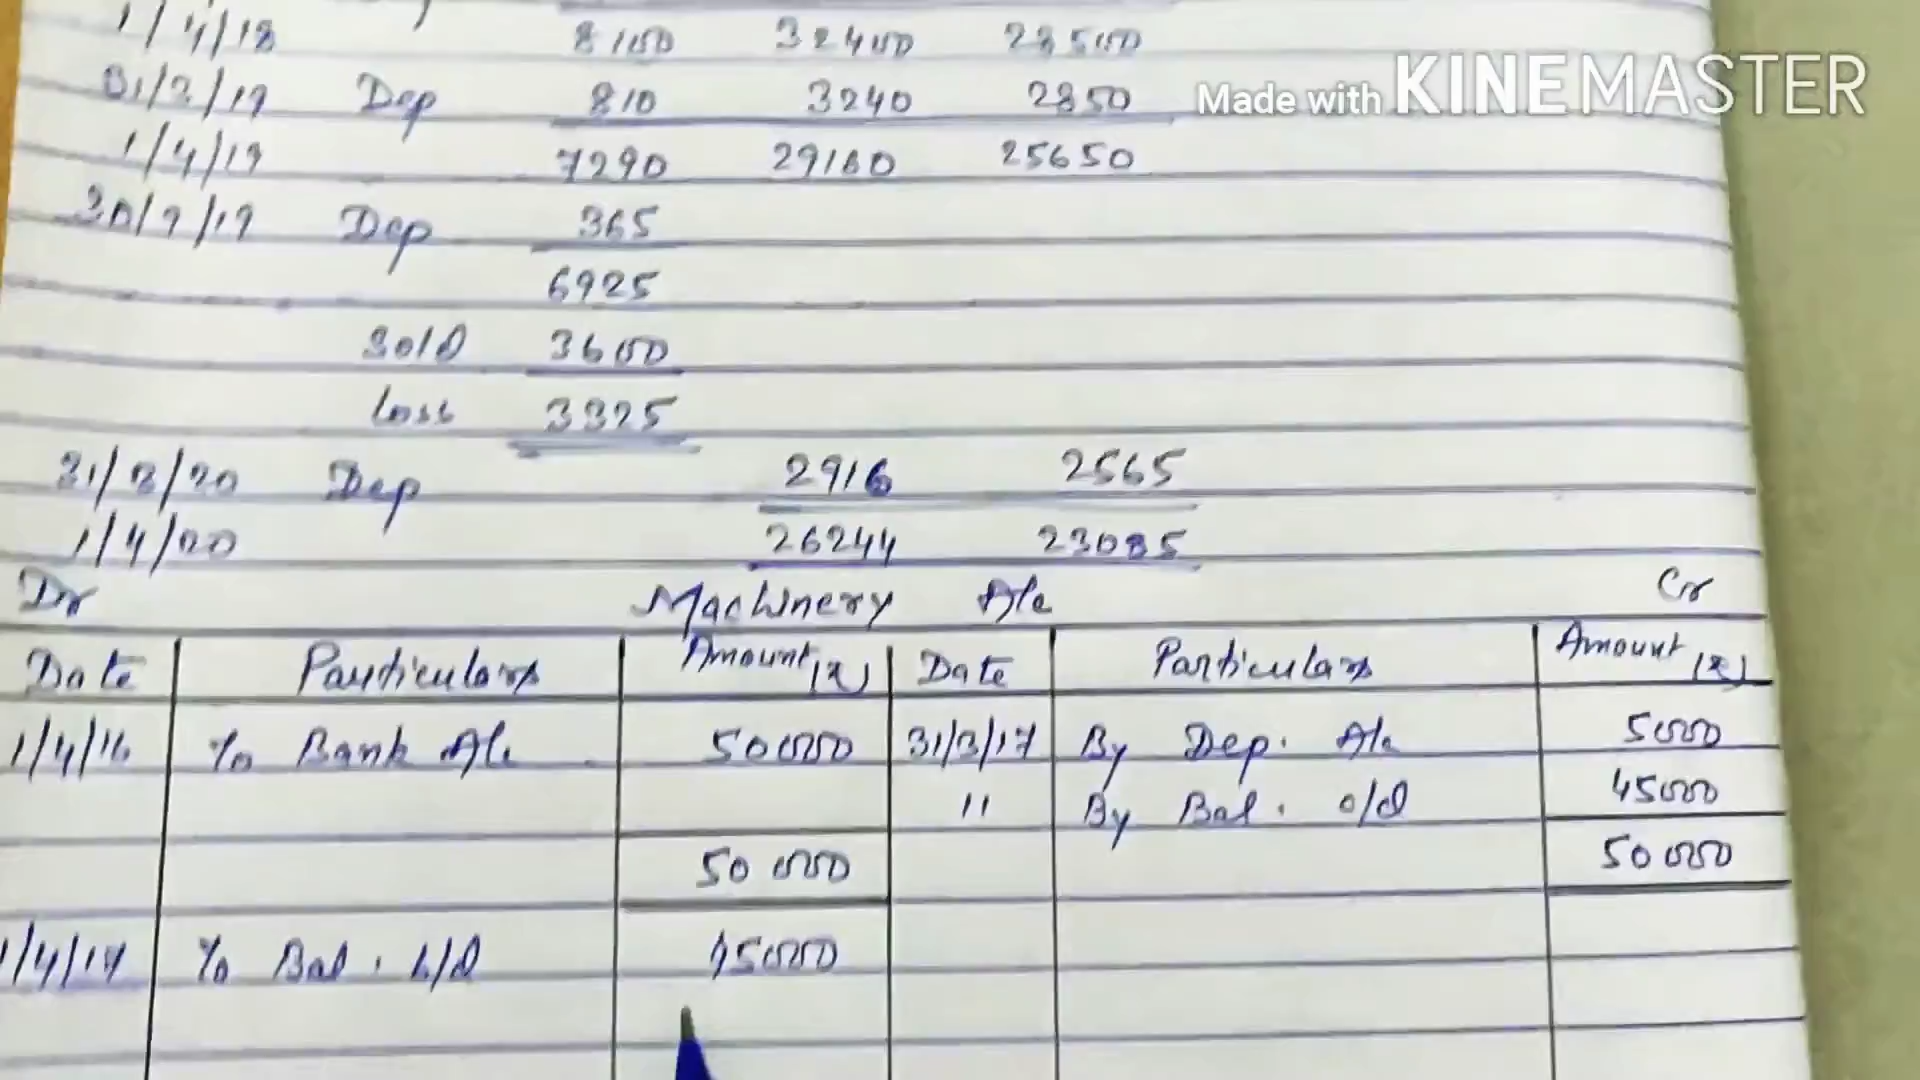 1/4/18 8100 32400 28500
Made with KINEMASTER
31/3/19 Dep 810 3240 2850
1/4/19 7290 29160 25650
30/9/19 Dep 365
6925
Sold 3600
Loss 3325
31/3/20 Dep 2916 2565
1/4/20 26244 23085
Dr Machinery A/c Cr
Date Particulars Amount (₹) Date Particulars Amount (₹)
1/4/16 To Bank A/c 50000 31/3/17 By Dep. A/c 5000
" By Bal. c/d 45000
50000 50000
1/4/17 To Bal. b/d 45000